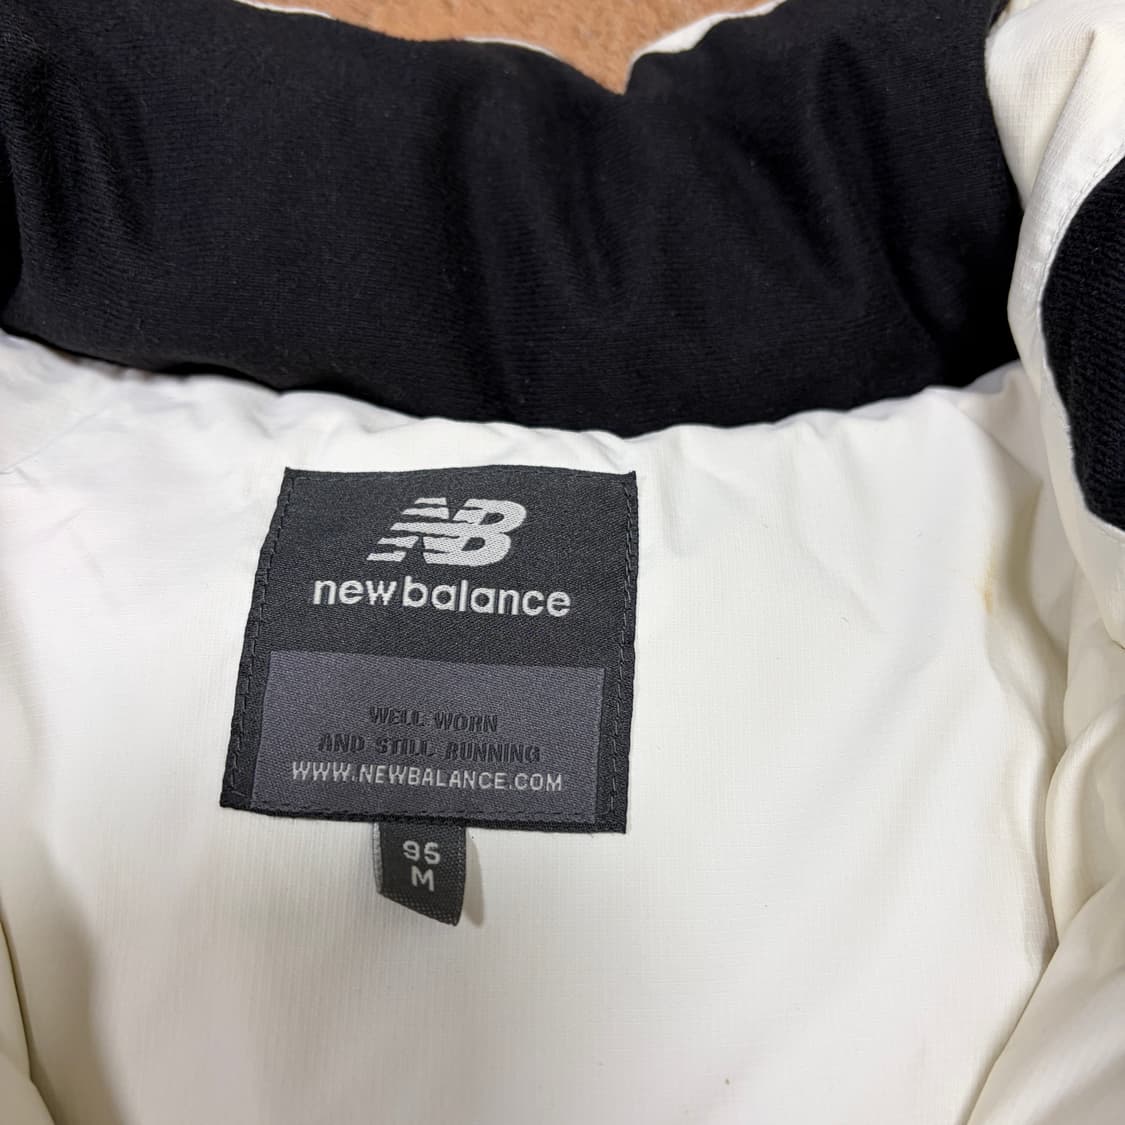 NB
new balance
WELL WORN
AND STILL RUNNING
WWW.NEWBALANCE.COM
95
M